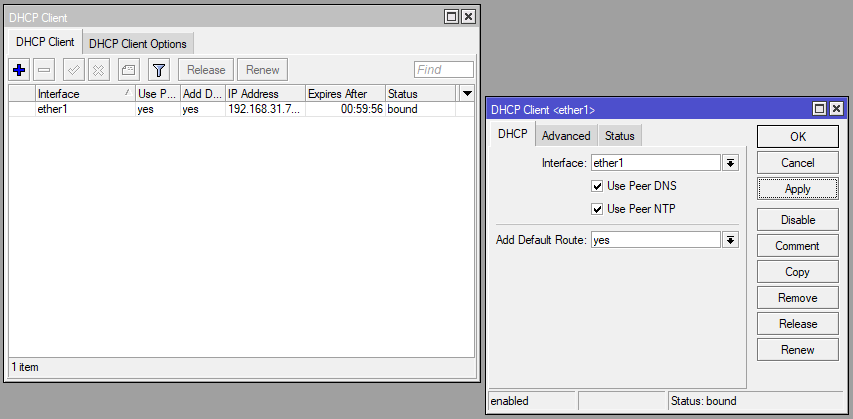 DHCP Client
DHCP Client DHCP Client Options
Release Renew Find
Interface Use P... Add D... IP Address Expires After Status
ether1 yes yes 192.168.31.7... 00:59:56 bound
1 item
DHCP Client <ether1>
DHCP Advanced Status
Interface: ether1
Use Peer DNS
Use Peer NTP
Add Default Route: yes
OK
Cancel
Apply
Disable
Comment
Copy
Remove
Release
Renew
enabled Status: bound